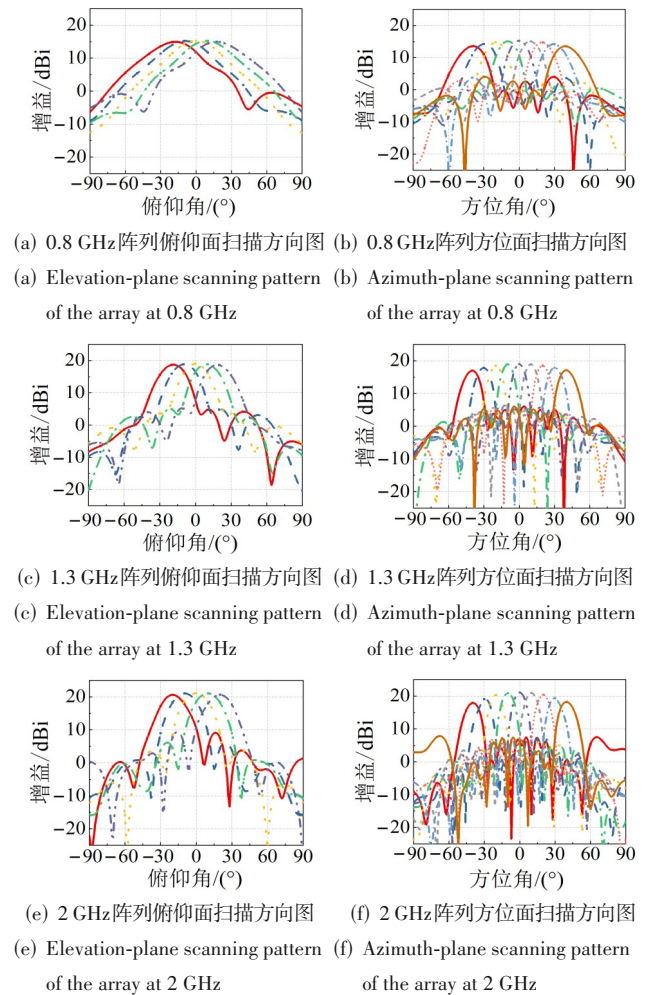 20
10
0
−10
−20
增益/dBi
−90 −60 −30 0 30 60 90
俯仰角/(°)
20
10
0
−10
−20
增益/dBi
−90 −60 −30 0 30 60 90
方位角/(°)
(a) 0.8 GHz阵列俯仰面扫描方向图
(b) 0.8 GHz阵列方位面扫描方向图
(a) Elevation-plane scanning pattern
of the array at 0.8 GHz
(b) Azimuth-plane scanning pattern
of the array at 0.8 GHz
20
10
0
−10
−20
增益/dBi
−90 −60 −30 0 30 60 90
俯仰角/(°)
20
10
0
−10
−20
增益/dBi
−90 −60 −30 0 30 60 90
方位角/(°)
(c) 1.3 GHz阵列俯仰面扫描方向图
(d) 1.3 GHz阵列方位面扫描方向图
(c) Elevation-plane scanning pattern
of the array at 1.3 GHz
(d) Azimuth-plane scanning pattern
of the array at 1.3 GHz
20
10
0
−10
−20
增益/dBi
−90 −60 −30 0 30 60 90
俯仰角/(°)
20
10
0
−10
−20
增益/dBi
−90 −60 −30 0 30 60 90
方位角/(°)
(e) 2 GHz阵列俯仰面扫描方向图
(f) 2 GHz阵列方位面扫描方向图
(e) Elevation-plane scanning pattern
of the array at 2 GHz
(f) Azimuth-plane scanning pattern
of the array at 2 GHz